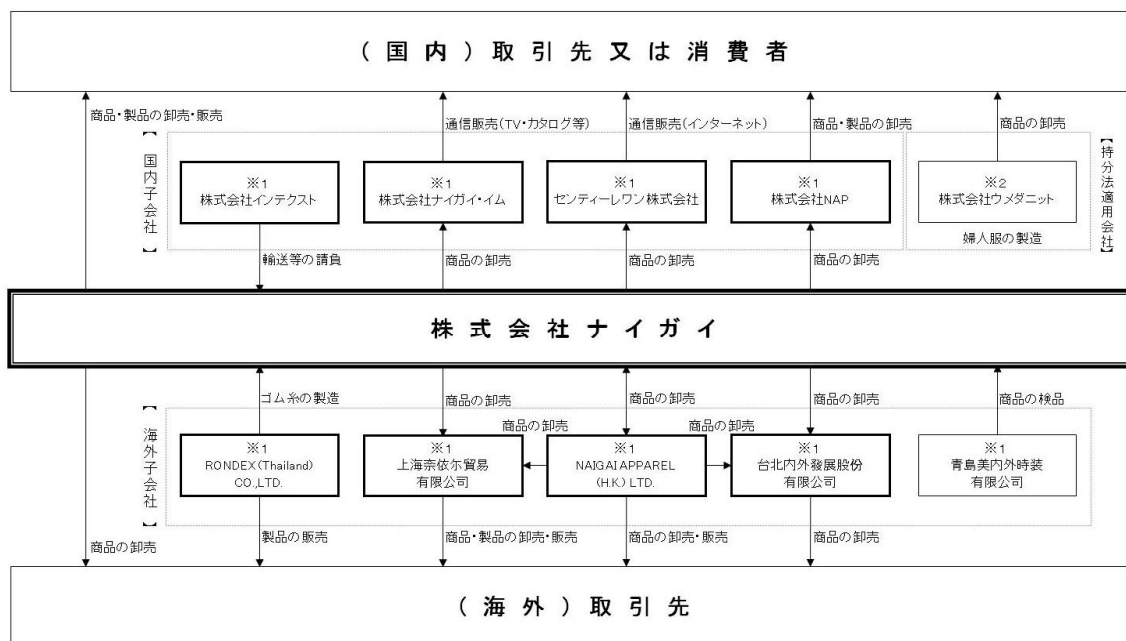 (国内)取引先又は消費者
商品・製品の卸売・販売
通信販売(TV・カタログ等)
通信販売(インターネット)
商品・製品の卸売
商品の卸売
【国内子会社】
※1
株式会社インテクスト
※1
株式会社ナイガイ・イム
※1
センティーレワン株式会社
※1
株式会社NAP
※2
株式会社ウメダニット
婦人服の製造
【持分法適用会社】
輸送等の請負
商品の卸売
商品の卸売
商品の卸売
株式会社ナイガイ
ゴム糸の製造
商品の卸売
商品の卸売
商品の卸売
商品の検品
商品の卸売
商品の卸売
【海外子会社】
※1
RONDEX(Thailand)
CO.,LTD.
※1
上海奈依尓貿易
有限公司
※1
NAIGAI APPAREL
(H.K.) LTD.
※1
台北内外發展股份
有限公司
※1
青島美内外時装
有限公司
商品の卸売
製品の販売
商品・製品の卸売・販売
商品の卸売・販売
商品の卸売
(海外)取引先